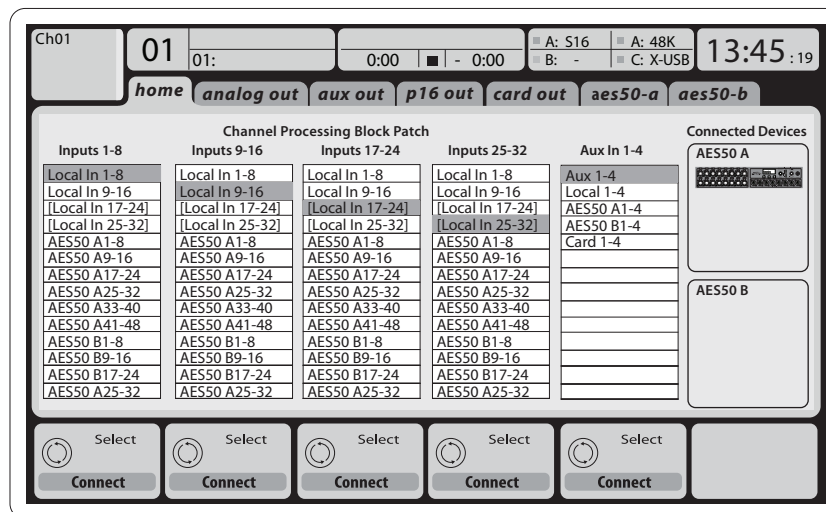 Ch01
01
01:
0:00
- 0:00
A: S16
B: -
A: 48K
C: X-USB
13:45 : 19
home
analog out
aux out
p16 out
card out
aes50-a
aes50-b
Channel Processing Block Patch
Connected Devices
Inputs 1-8
Local In 1-8
Local In 9-16
[Local In 17-24]
[Local In 25-32]
AES50 A1-8
AES50 A9-16
AES50 A17-24
AES50 A25-32
AES50 A33-40
AES50 A41-48
AES50 B1-8
AES50 B9-16
AES50 B17-24
AES50 A25-32
Inputs 9-16
Local In 1-8
Local In 9-16
[Local In 17-24]
[Local In 25-32]
AES50 A1-8
AES50 A9-16
AES50 A17-24
AES50 A25-32
AES50 A33-40
AES50 A41-48
AES50 B1-8
AES50 B9-16
AES50 B17-24
AES50 A25-32
Inputs 17-24
Local In 1-8
Local In 9-16
[Local In 17-24]
[Local In 25-32]
AES50 A1-8
AES50 A9-16
AES50 A17-24
AES50 A25-32
AES50 A33-40
AES50 A41-48
AES50 B1-8
AES50 B9-16
AES50 B17-24
AES50 A25-32
Inputs 25-32
Local In 1-8
Local In 9-16
[Local In 17-24]
[Local In 25-32]
AES50 A1-8
AES50 A9-16
AES50 A17-24
AES50 A25-32
AES50 A33-40
AES50 A41-48
AES50 B1-8
AES50 B9-16
AES50 B17-24
AES50 A25-32
Aux In 1-4
Aux 1-4
Local 1-4
AES50 A1-4
AES50 B1-4
Card 1-4
AES50 A
AES50 B
Select
Connect
Select
Connect
Select
Connect
Select
Connect
Select
Connect